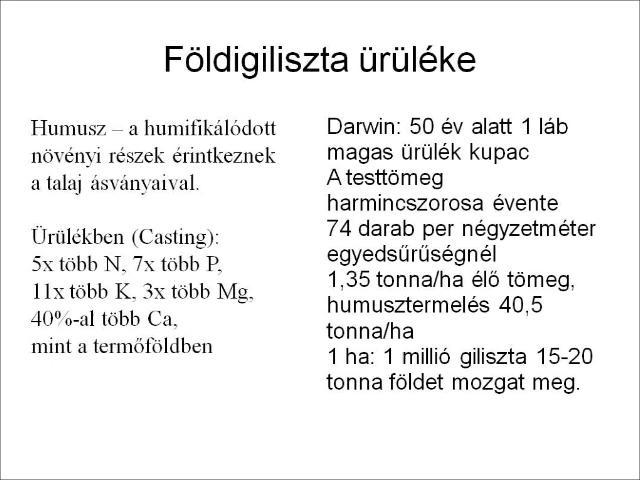 Földigiliszta ürüléke
Humusz – a humifikálódott
növényi részek érintkeznek
a talaj ásványaival.
Ürülékben (Casting):
5x több N, 7x több P,
11x több K, 3x több Mg,
40%-al több Ca,
mint a termőföldben
Darwin: 50 év alatt 1 láb
magas ürülék kupac
A testtömeg
harmincszorosa évente
74 darab per négyzetméter
egyedsűrűségnél
1,35 tonna/ha élő tömeg,
humusztermelés 40,5
tonna/ha
1 ha: 1 millió giliszta 15-20
tonna földet mozgat meg.